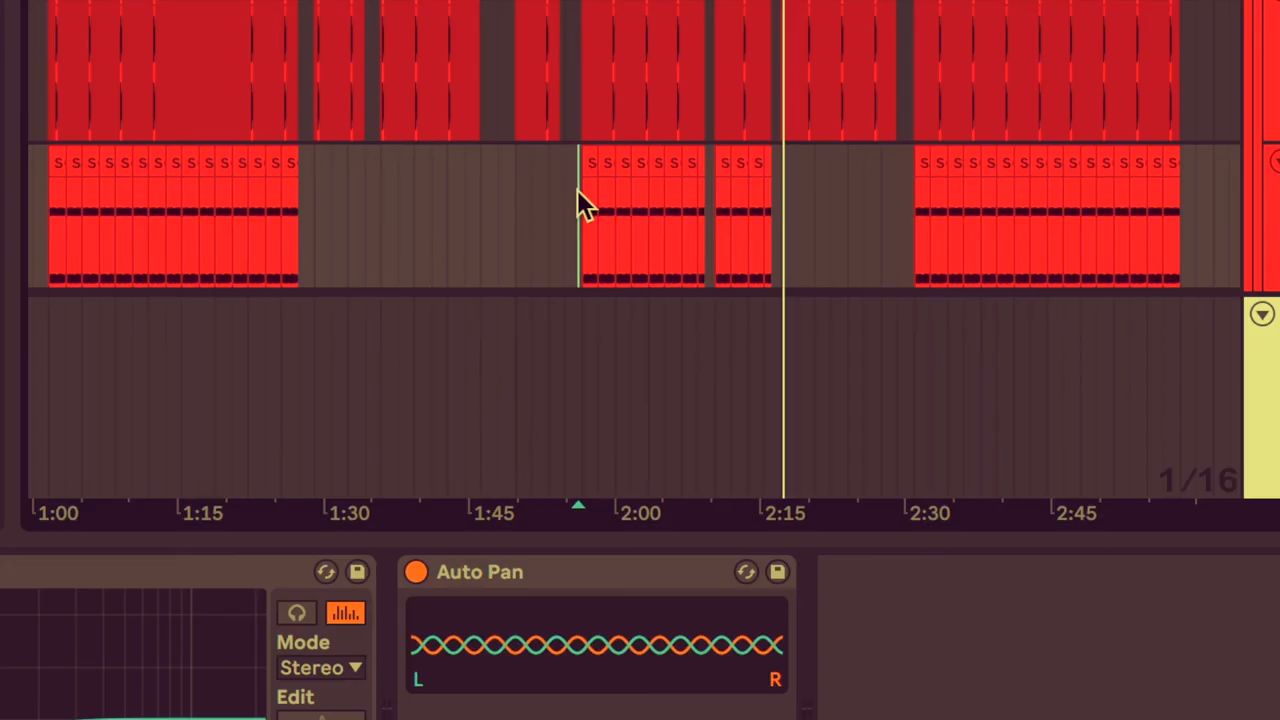 S S S S S S S S S S S S S S S S S S S S S S S S S S S S S S S S S S S S S S S S S
1/16
1:00 1:15 1:30 1:45 2:00 2:15 2:30 2:45
Auto Pan
Mode
Stereo
L R
Edit